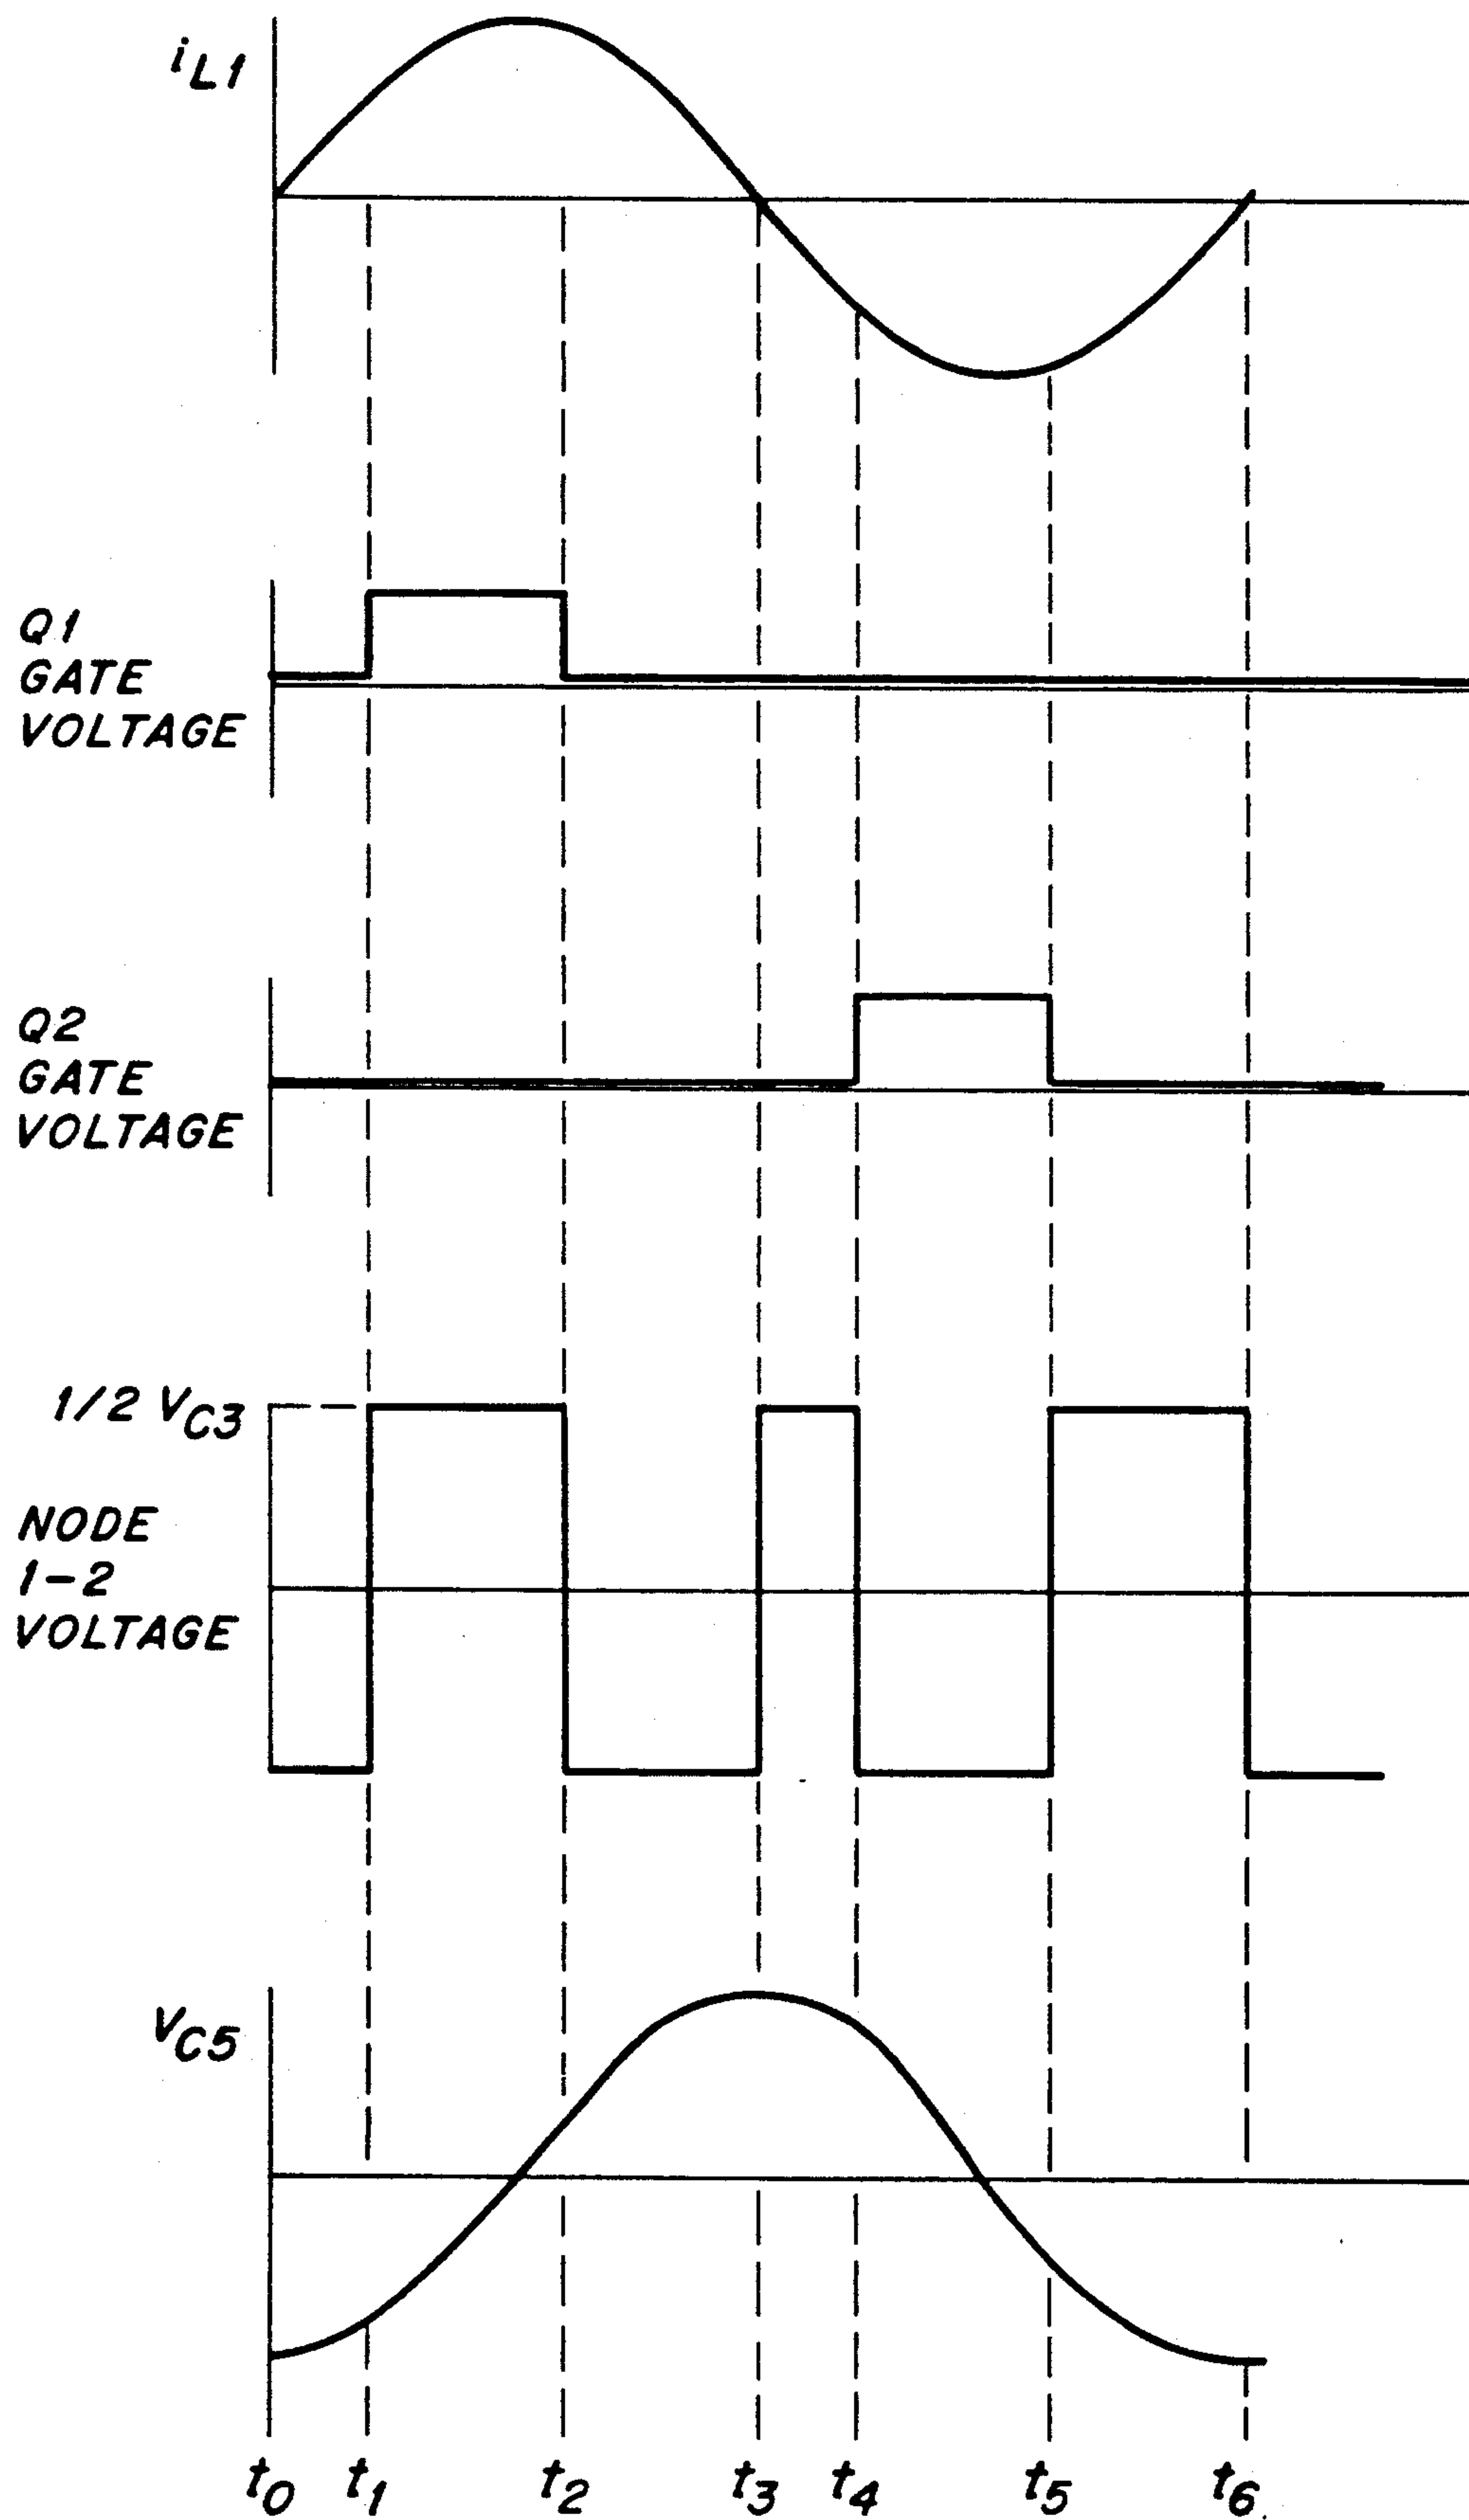 iL1
Q1
GATE
VOLTAGE
Q2
GATE
VOLTAGE
1/2 VC3
NODE
1-2
VOLTAGE
VC5
t0 t1 t2 t3 t4 t5 t6